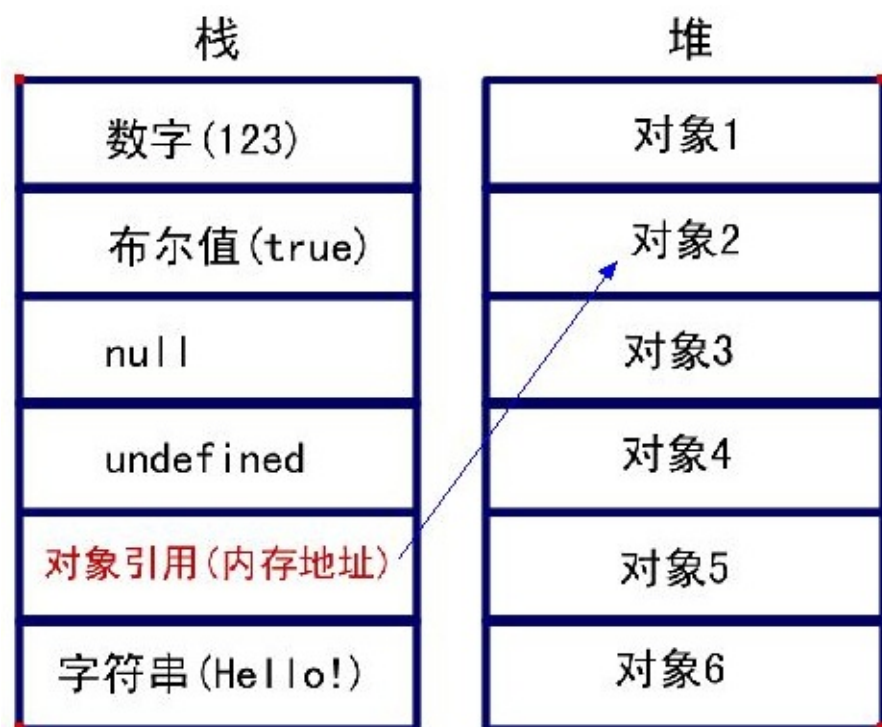 栈
数字(123)
布尔值(true)
null
undefined
对象引用(内存地址)
字符串(Hello!)
堆
对象1
对象2
对象3
对象4
对象5
对象6